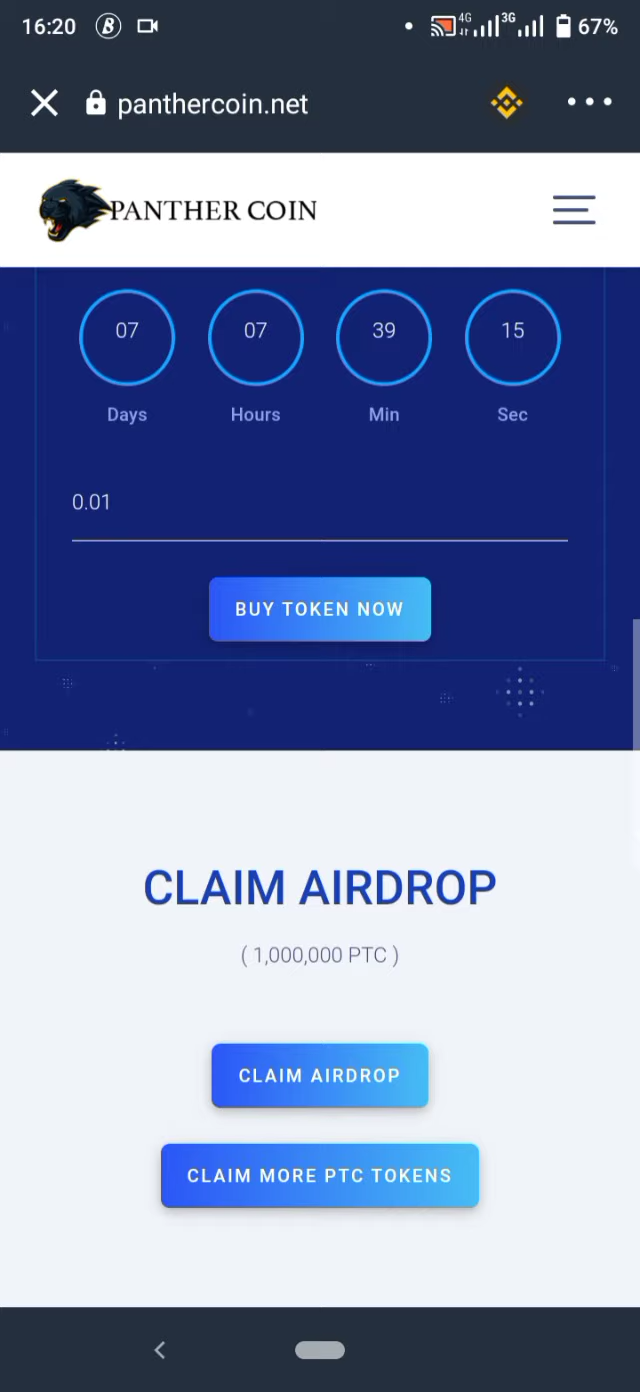 16:20 4G 3G 67%
panthercoin.net
PANTHER COIN
07 07 39 15
Days Hours Min Sec
0.01
BUY TOKEN NOW
CLAIM AIRDROP
( 1,000,000 PTC )
CLAIM AIRDROP
CLAIM MORE PTC TOKENS